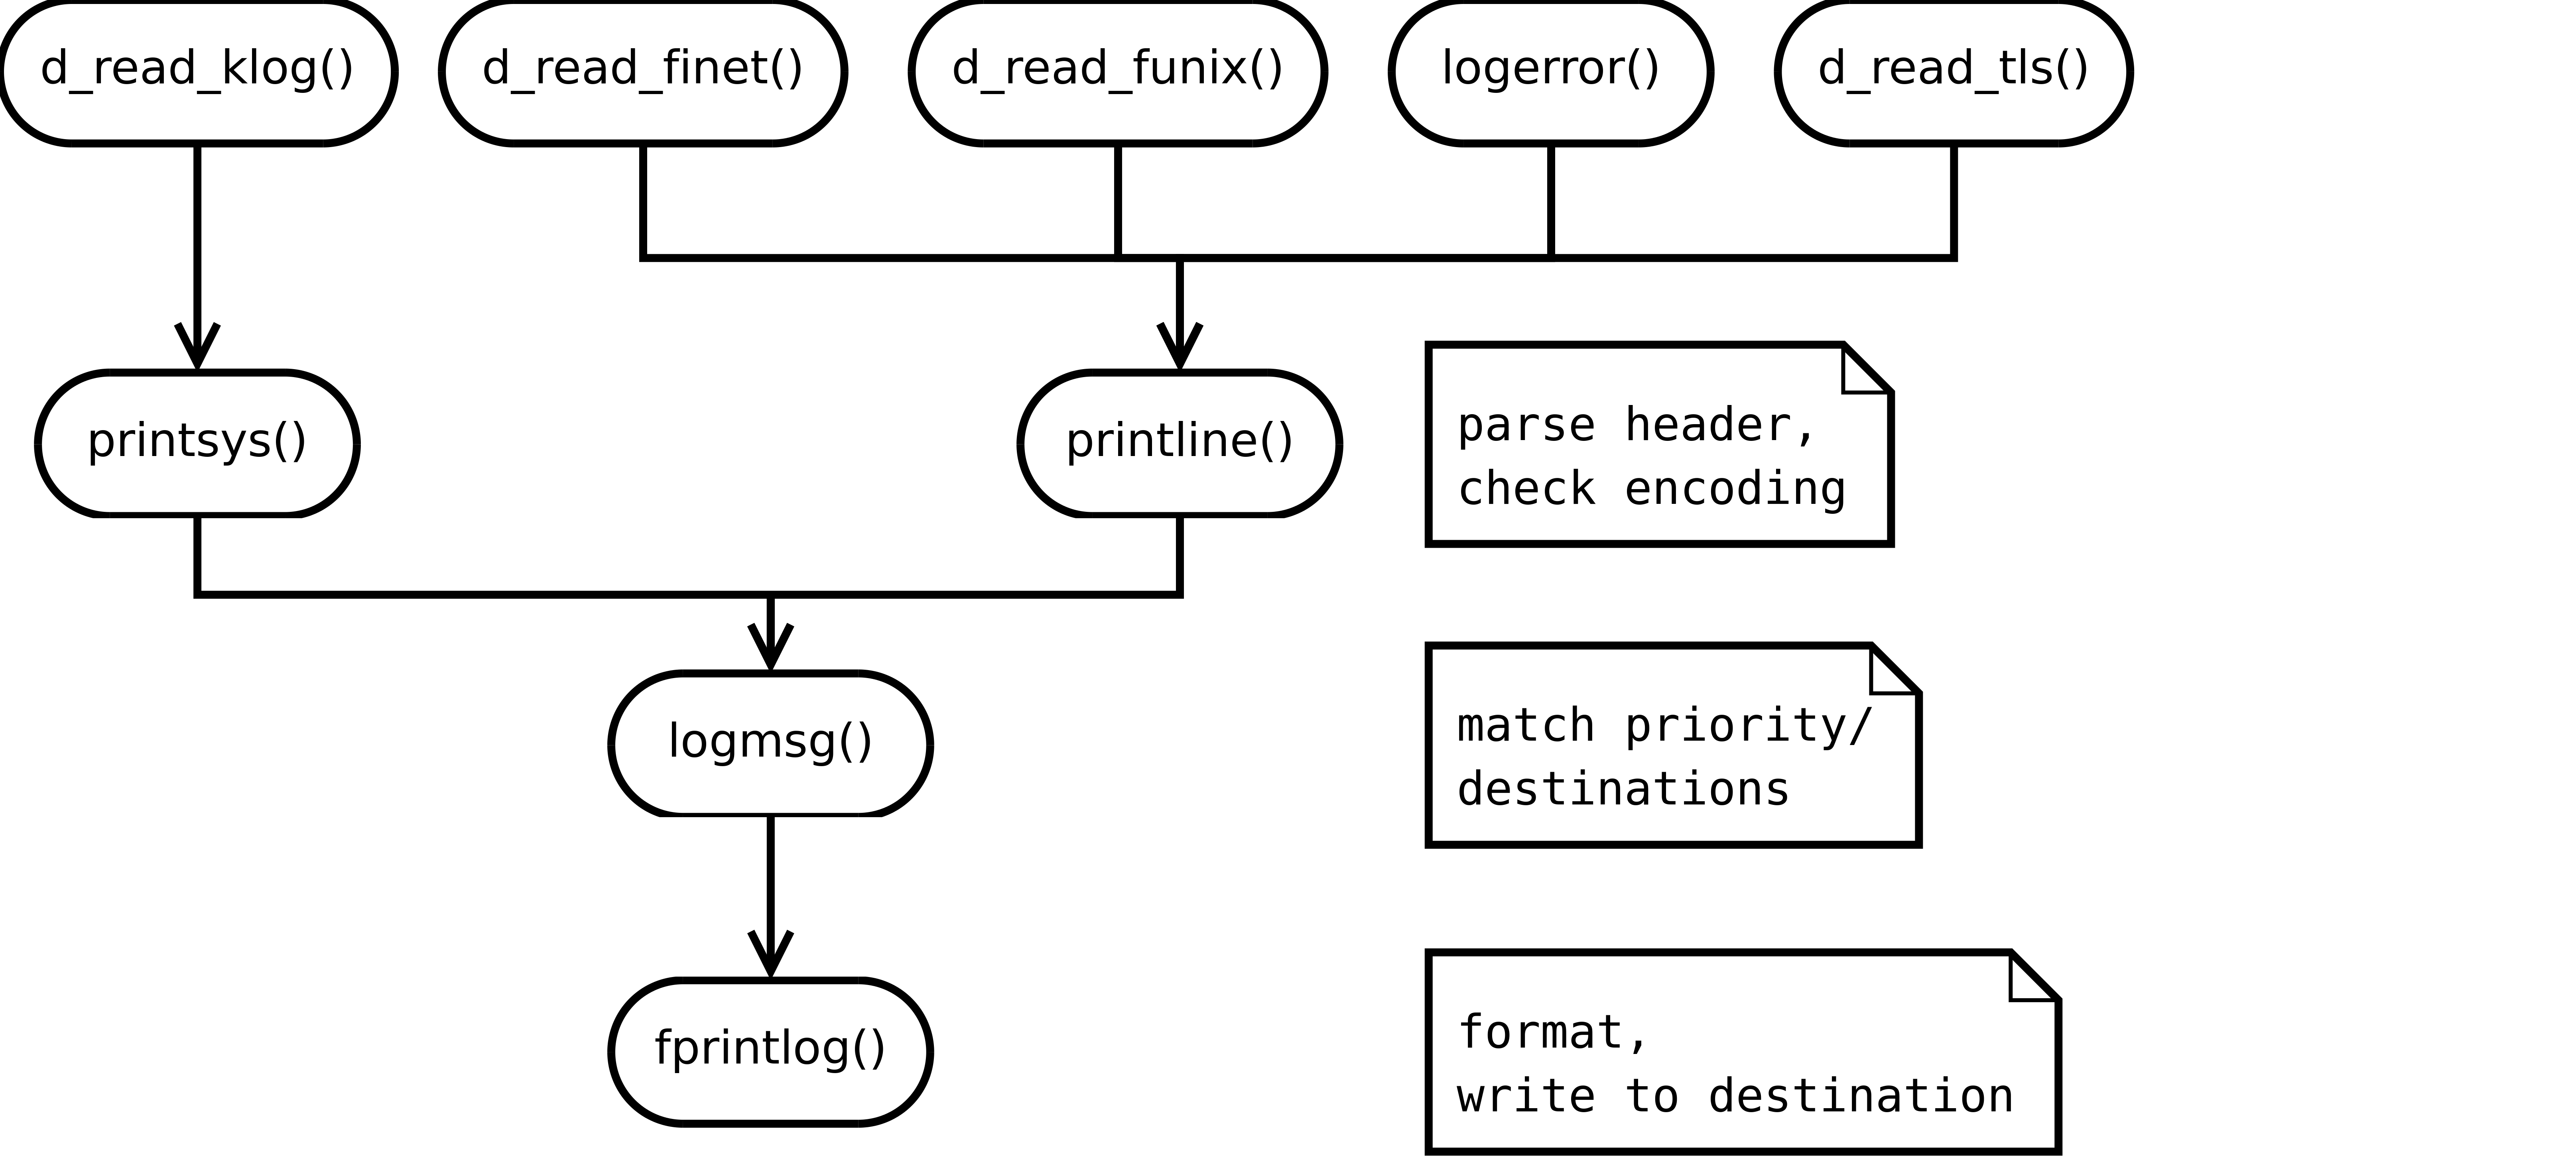 d_read_klog()
d_read_finet()
d_read_funix()
logerror()
d_read_tls()
printsys()
printline()
parse header,
check encoding
logmsg()
match priority/
destinations
fprintlog()
format,
write to destination